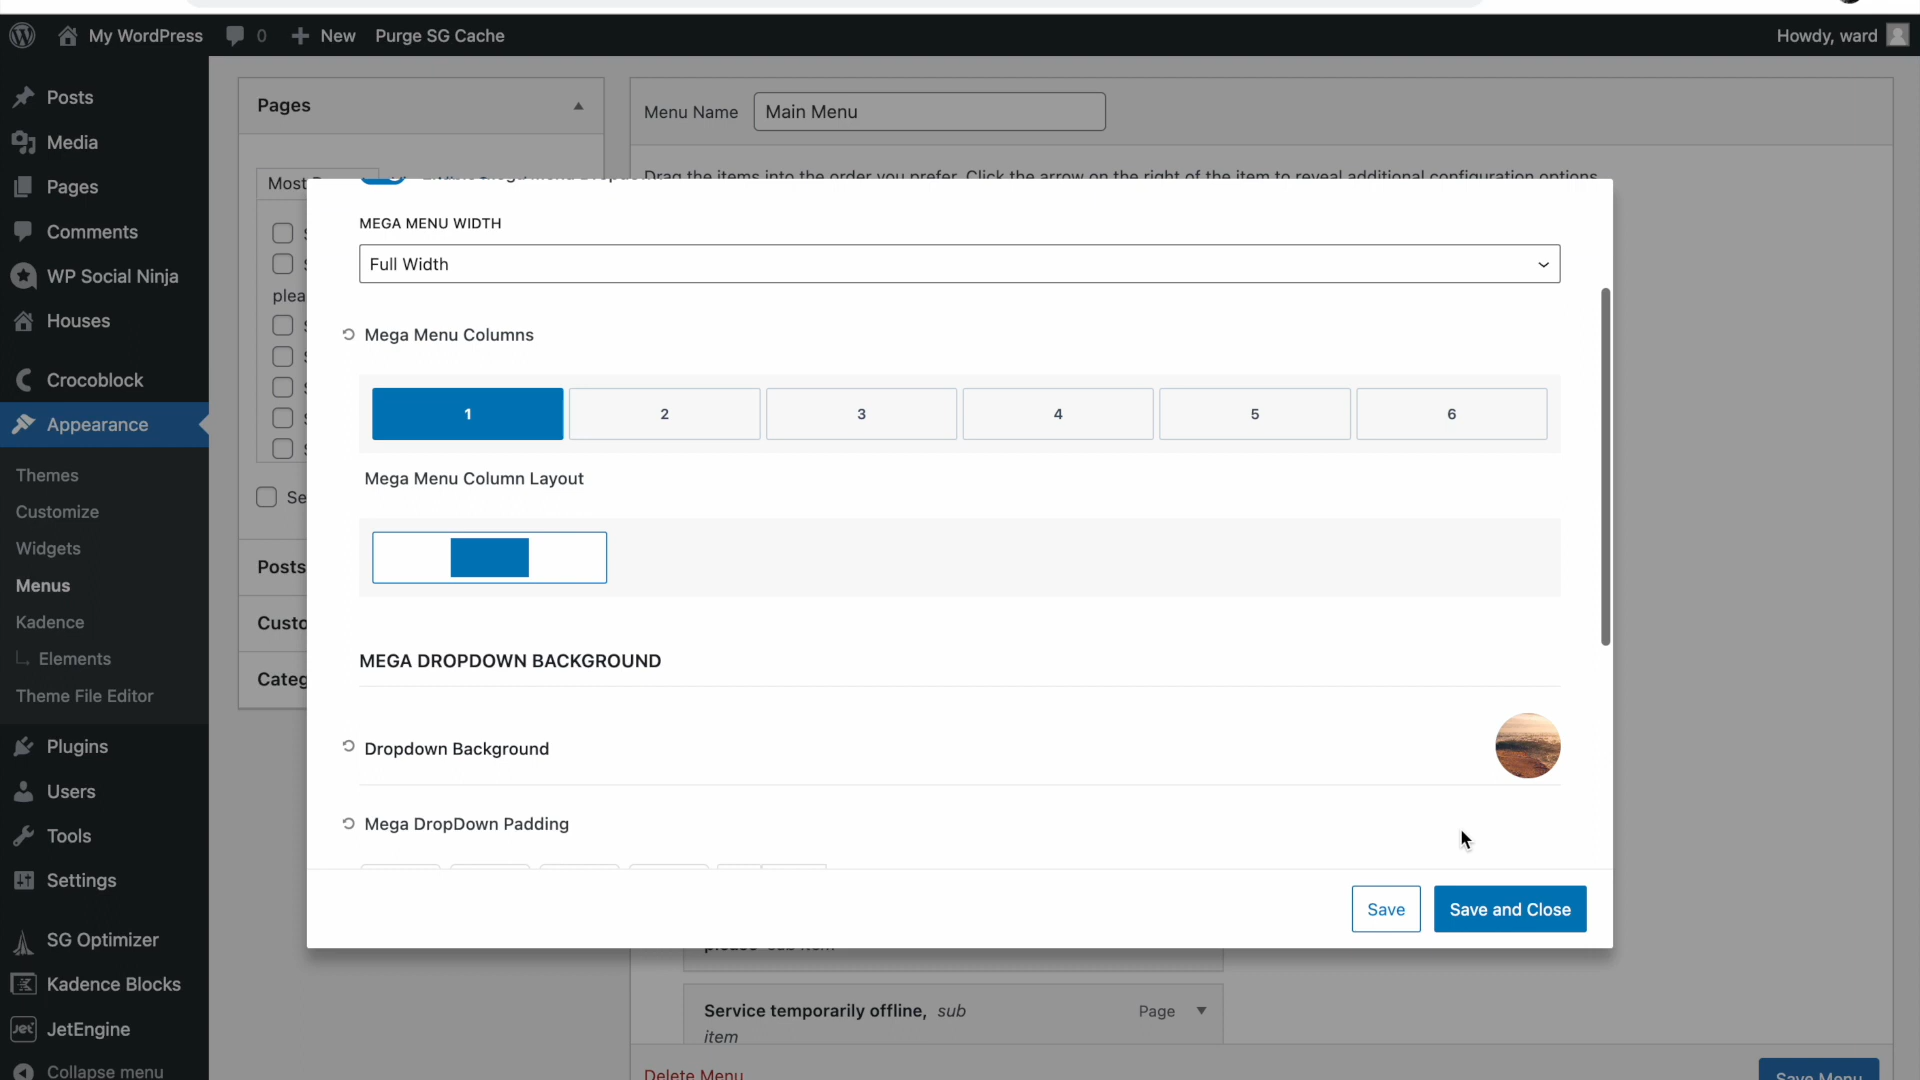 My WordPress
0
New
Purge SG Cache
Howdy, ward
Posts
Media
Pages
Comments
WP Social Ninja
Houses
Crocoblock
Appearance
Themes
Customize
Widgets
Menus
Kadence
Elements
Theme File Editor
Plugins
Users
Tools
Settings
SG Optimizer
Kadence Blocks
JetEngine
Collapse menu
Pages
Most
plea
Se
Posts
Custo
Categ
Menu Name
Main Menu
Drag the items into the order you prefer. Click the arrow on the right of the item to reveal additional configuration options.
MEGA MENU WIDTH
Full Width
Mega Menu Columns
1
2
3
4
5
6
Mega Menu Column Layout
MEGA DROPDOWN BACKGROUND
Dropdown Background
Mega DropDown Padding
Save
Save and Close
please sub item
Service temporarily offline, sub
item
Page
Delete Menu
Save Menu